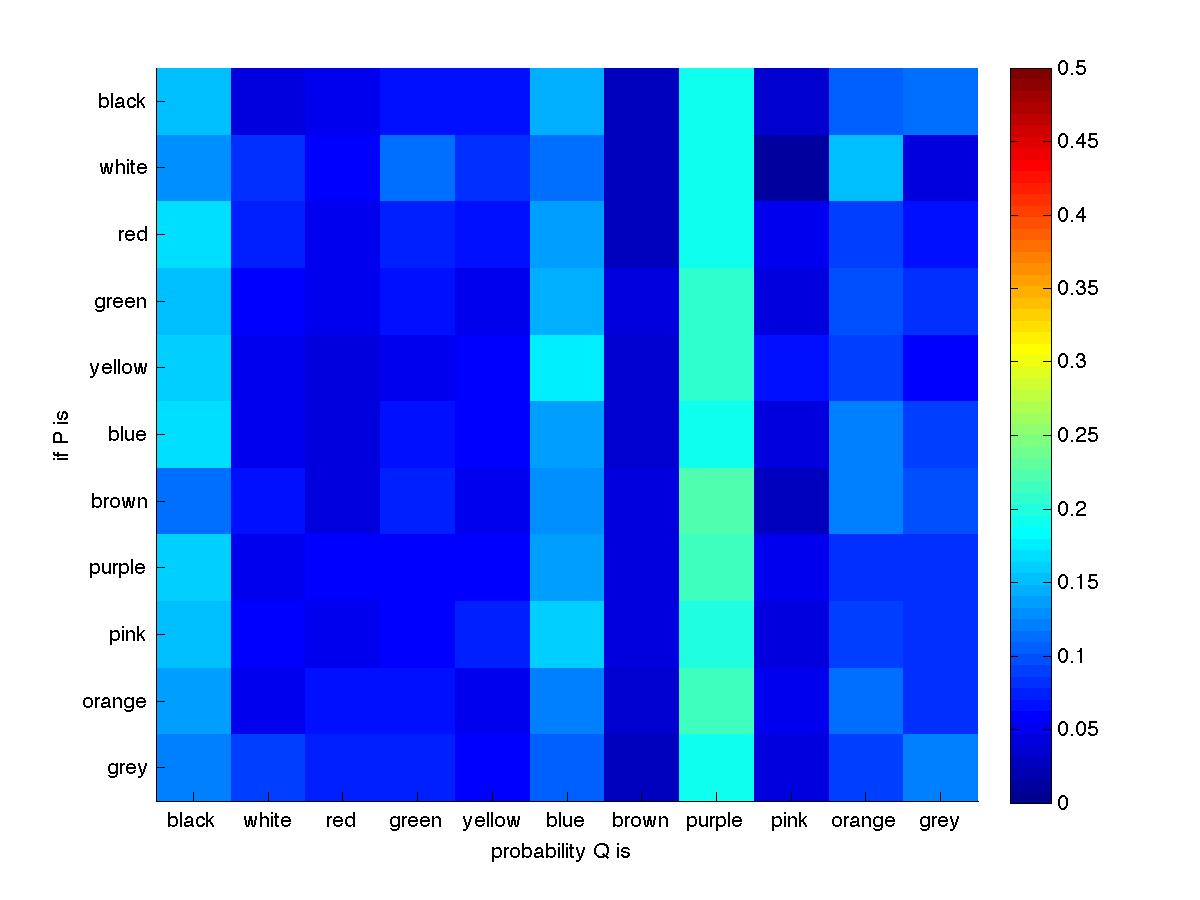 if P is
black
white
red
green
yellow
blue
brown
purple
pink
orange
grey
black white red green yellow blue brown purple pink orange grey
probability Q is
0.5
0.45
0.4
0.35
0.3
0.25
0.2
0.15
0.1
0.05
0